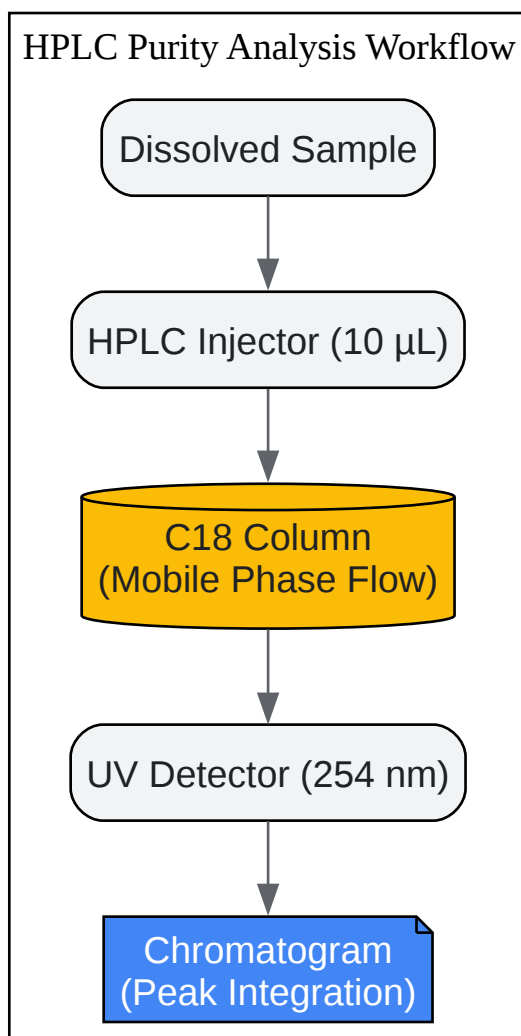 HPLC Purity Analysis Workflow
Dissolved Sample
HPLC Injector (10 µL)
C18 Column
(Mobile Phase Flow)
UV Detector (254 nm)
Chromatogram
(Peak Integration)